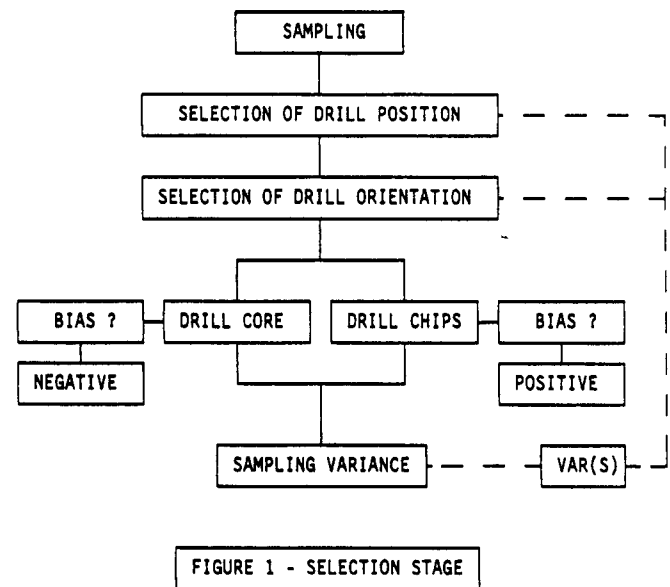 SAMPLING
SELECTION OF DRILL POSITION
SELECTION OF DRILL ORIENTATION
BIAS ?
DRILL CORE
DRILL CHIPS
BIAS ?
NEGATIVE
POSITIVE
SAMPLING VARIANCE
VAR(S)
FIGURE 1 - SELECTION STAGE